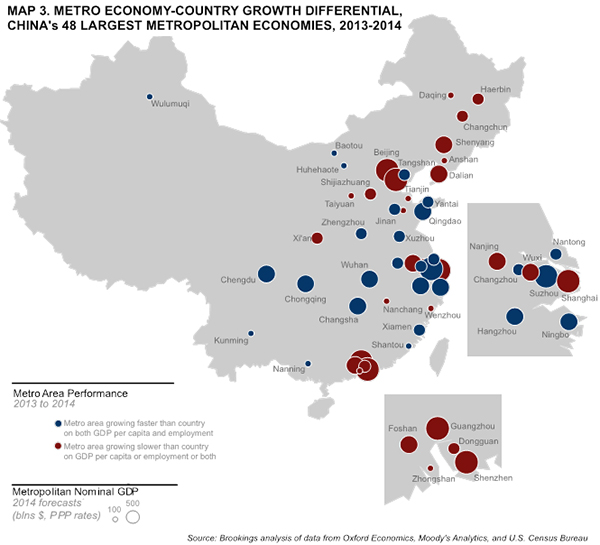 MAP 3. METRO ECONOMY-COUNTRY GROWTH DIFFERENTIAL,
CHINA's 48 LARGEST METROPOLITAN ECONOMIES, 2013-2014
Wulumuqi
Daqing
Haerbin
Changchun
Shenyang
Anshan
Dalian
Baotou
Huhehaote
Beijing
Tangshan
Shijiazhuang
Tianjin
Taiyuan
Yantai
Jinan
Qingdao
Zhengzhou
Xi'an
Xuzhou
Wuhan
Chengdu
Chongqing
Changsha
Nanchang
Wenzhou
Xiamen
Shantou
Kunming
Nanning
Nanjing
Nantong
Wuxi
Changzhou
Suzhou
Shanghai
Hangzhou
Ningbo
Metro Area Performance
2013 to 2014
Metro area growing faster than country
on both GDP per capita and employment
Metro area growing slower than country
on GDP per capita or employment or both
Metropolitan Nominal GDP
2014 forecasts
(blns $, PPP rates)
100
500
Foshan
Guangzhou
Dongguan
Zhongshan
Shenzhen
Source: Brookings analysis of data from Oxford Economics, Moody's Analytics, and U.S. Census Bureau